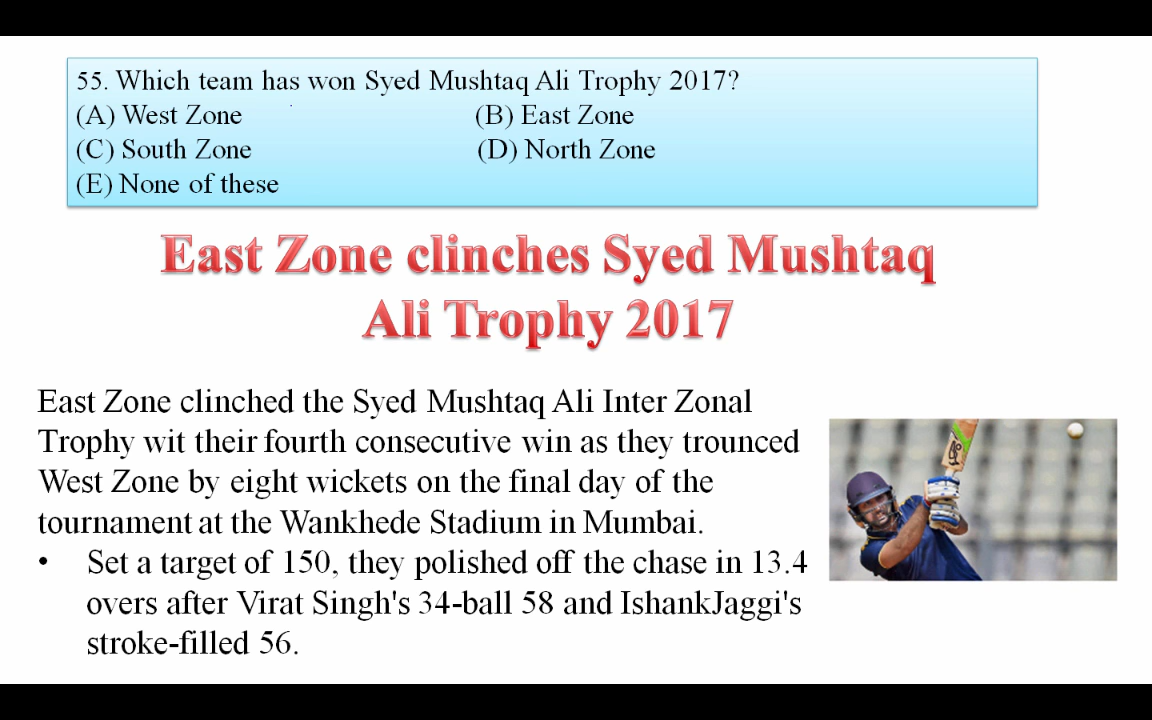 55. Which team has won Syed Mushtaq Ali Trophy 2017?
(A) West Zone (B) East Zone
(C) South Zone (D) North Zone
(E) None of these
East Zone clinches Syed Mushtaq
Ali Trophy 2017
East Zone clinched the Syed Mushtaq Ali Inter Zonal
Trophy wit their fourth consecutive win as they trounced
West Zone by eight wickets on the final day of the
tournament at the Wankhede Stadium in Mumbai.
• Set a target of 150, they polished off the chase in 13.4
overs after Virat Singh's 34-ball 58 and IshankJaggi's
stroke-filled 56.